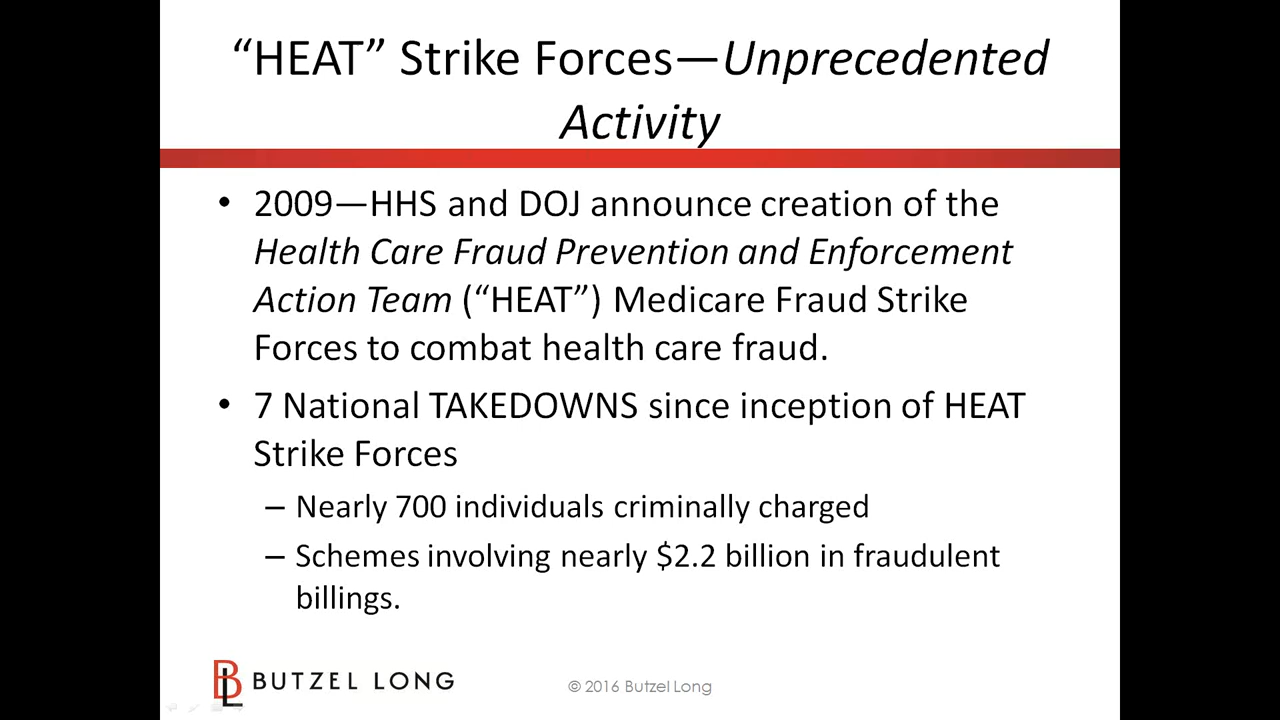 “HEAT” Strike Forces—Unprecedented
Activity
• 2009—HHS and DOJ announce creation of the
Health Care Fraud Prevention and Enforcement
Action Team (“HEAT”) Medicare Fraud Strike
Forces to combat health care fraud.
• 7 National TAKEDOWNS since inception of HEAT
Strike Forces
– Nearly 700 individuals criminally charged
– Schemes involving nearly $2.2 billion in fraudulent
billings.
BL BUTZEL LONG
© 2016 Butzel Long